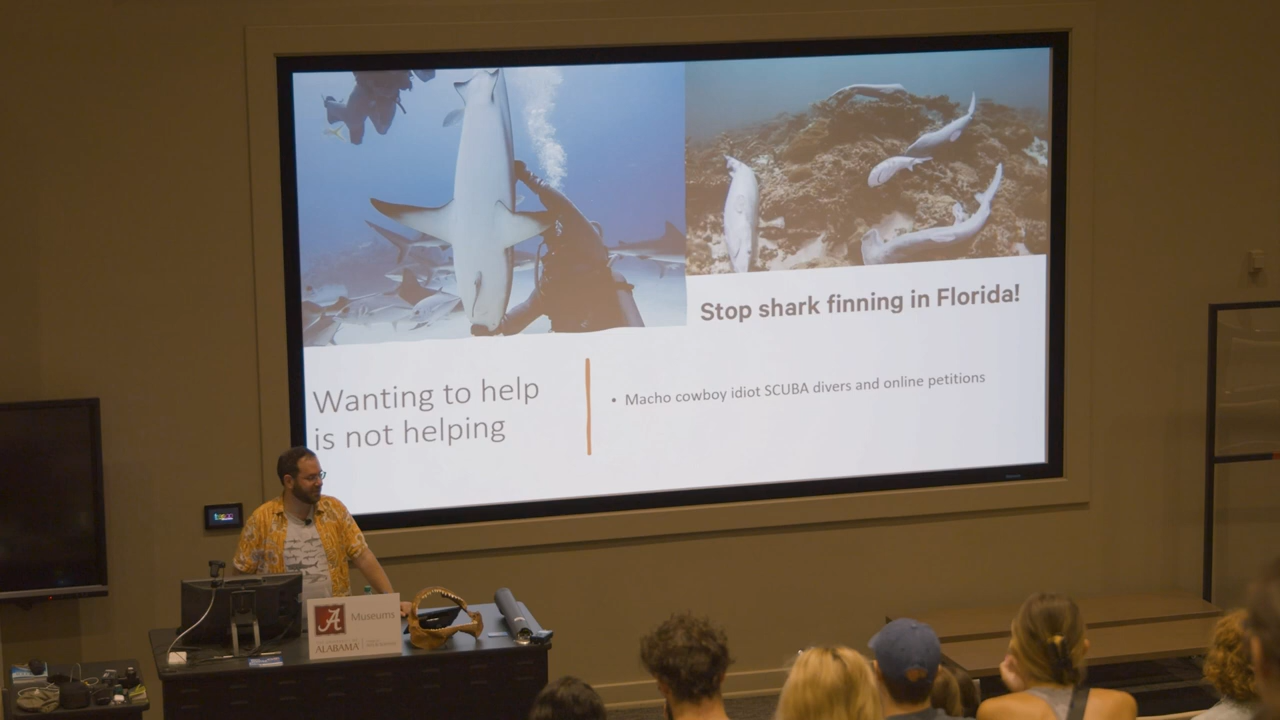 Stop shark finning in Florida!
Wanting to help
is not helping
• Macho cowboy idiot SCUBA divers and online petitions
A Museums
ALABAMA